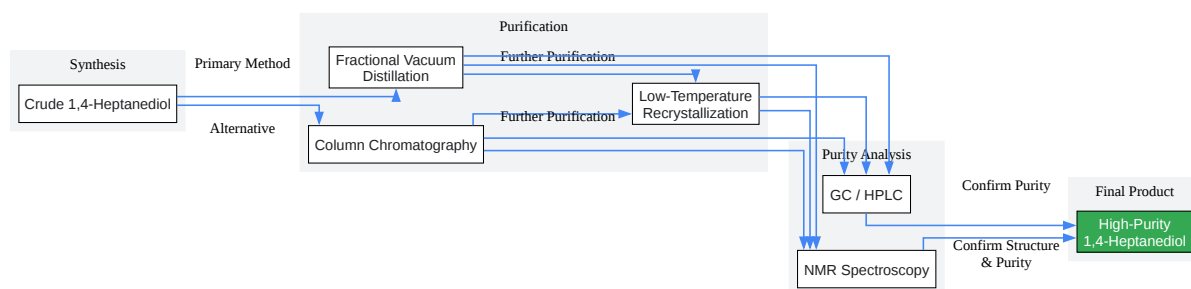 Purification
Synthesis
Primary Method
Fractional Vacuum
Distillation
Further Purification
Crude 1,4-Heptanediol
Low-Temperature
Recrystallization
Alternative
Column Chromatography
Further Purification
Purity Analysis
GC / HPLC
Confirm Purity
Final Product
High-Purity
1,4-Heptanediol
NMR Spectroscopy
Confirm Structure
& Purity